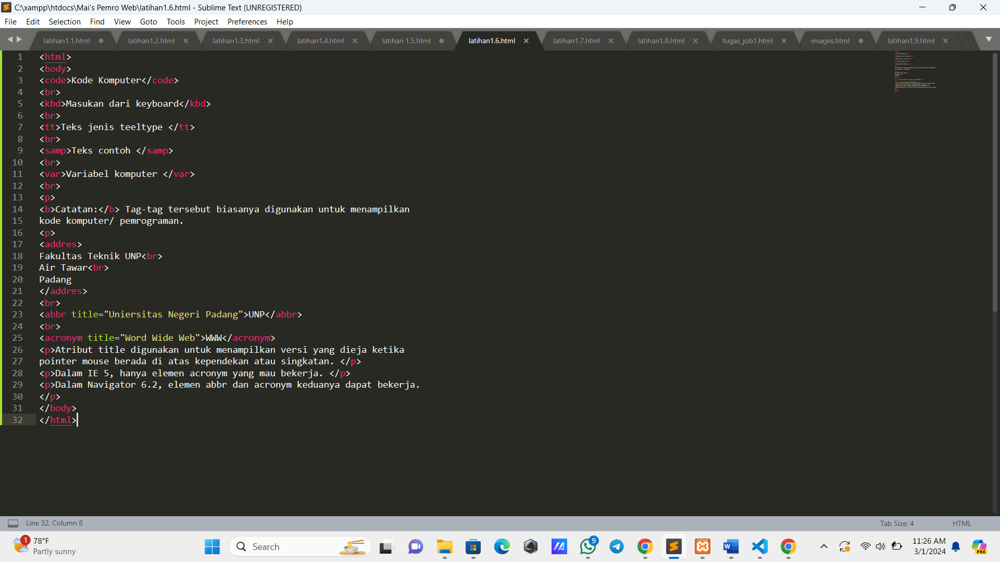 C:\xampp\htdocs\Mai's Pemro Web\latihan1.6.html - Sublime Text (UNREGISTERED)
File Edit Selection Find View Goto Tools Project Preferences Help
latihan1.1.html latihan1.2.html latihan1.3.html latihan1.4.html latihan 1.5.html latihan1.6.html latihan1.7.html latihan1.8.html tugas_job1.html images.html latihan1.9.html
1 <html>
2 <body>
3 <code>Kode Komputer</code>
4 <br>
5 <kbd>Masukan dari keyboard</kbd>
6 <br>
7 <tt>Teks jenis teeltype </tt>
8 <br>
9 <samp>Teks contoh </samp>
10 <br>
11 <var>Variabel komputer </var>
12 <br>
13 <p>
14 <b>Catatan:</b> Tag-tag tersebut biasanya digunakan untuk menampilkan
15 kode komputer/ pemrograman.
16 <p>
17 <addres>
18 Fakultas Teknik UNP<br>
19 Air Tawar<br>
20 Padang
21 </addres>
22 <br>
23 <abbr title="Uniersitas Negeri Padang">UNP</abbr>
24 <br>
25 <acronym title="Word Wide Web">WWW</acronym>
26 <p>Atribut title digunakan untuk menampilkan versi yang dieja ketika
27 pointer mouse berada di atas kependekan atau singkatan. </p>
28 <p>Dalam IE 5, hanya elemen acronym yang mau bekerja. </p>
29 <p>Dalam Navigator 6.2, elemen abbr dan acronym keduanya dapat bekerja.
30 </p>
31 </body>
32 </html>
Line 32, Column 8 Tab Size: 4 HTML
1 78°F
Partly sunny
Search
9
11:26 AM
3/1/2024
PRE